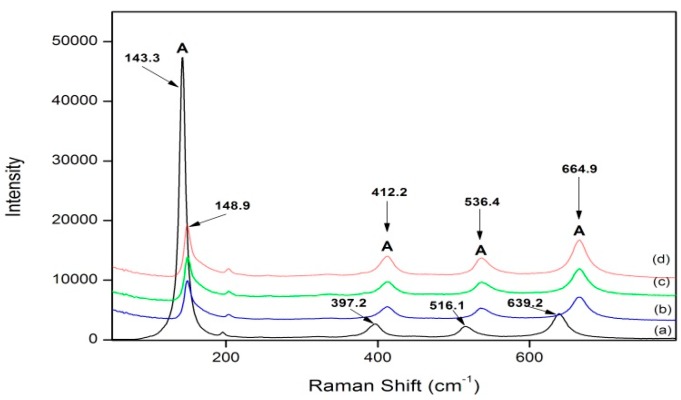 50000
40000
30000
20000
10000
0
Intensity
A
143.3
148.9
412.2
A
536.4
A
664.9
A
(d)
(c)
(b)
(a)
397.2
516.1
639.2
200
400
600
Raman Shift (cm-1)